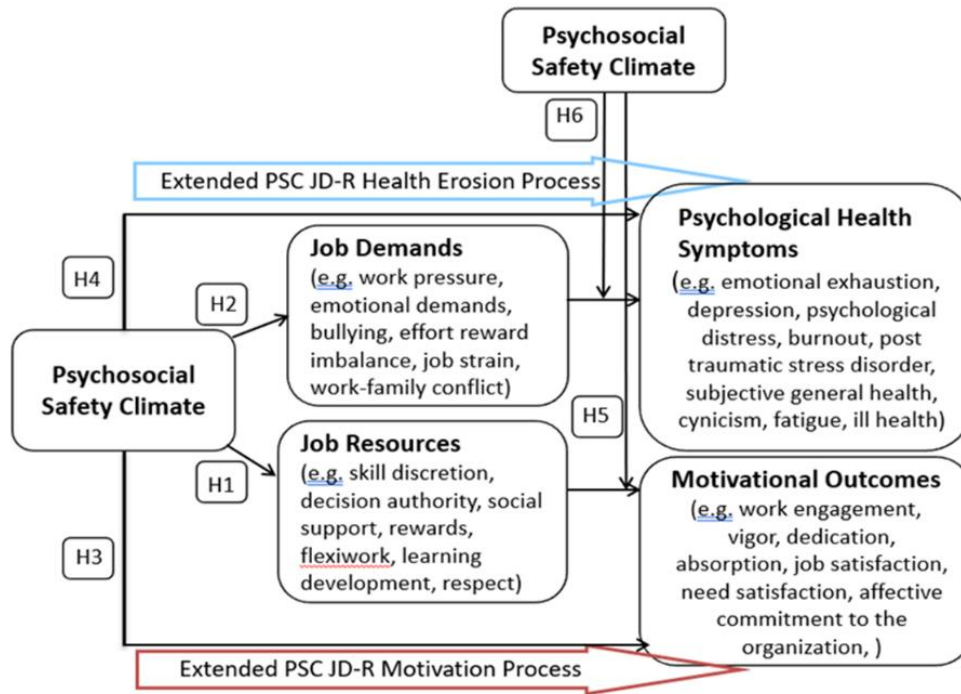 Psychosocial
Safety Climate
H6
Extended PSC JD-R Health Erosion Process
Psychological Health
Symptoms
(e.g. emotional exhaustion,
depression, psychological
distress, burnout, post
traumatic stress disorder,
subjective general health,
cynicism, fatigue, ill health)
Job Demands
(e.g. work pressure,
emotional demands,
bullying, effort reward
imbalance, job strain,
work-family conflict)
H4
H2
Psychosocial
Safety Climate
H5
Job Resources
(e.g. skill discretion,
decision authority, social
support, rewards,
flexiwork, learning
development, respect)
H1
H3
Motivational Outcomes
(e.g. work engagement,
vigor, dedication,
absorption, job satisfaction,
need satisfaction, affective
commitment to the
organization, )
Extended PSC JD-R Motivation Process